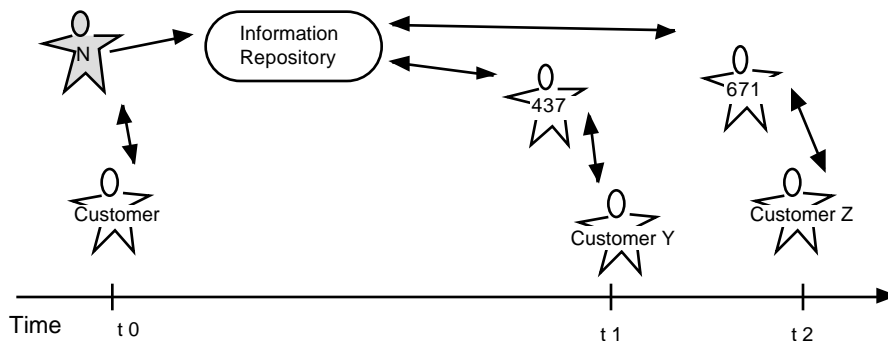 N
Information
Repository
437
671
Customer
Customer Y
Customer Z
Time
t 0
t 1
t 2